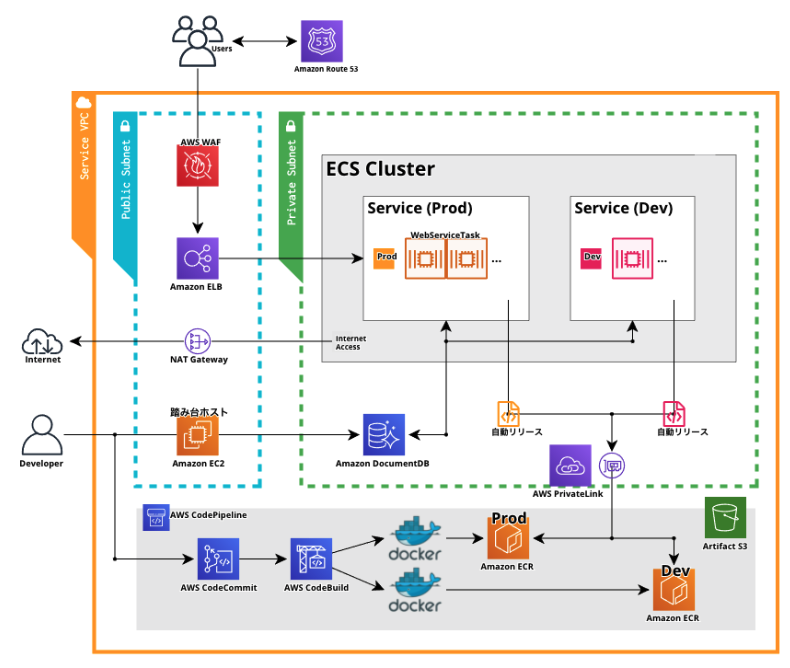 Users
53
Amazon Route 53
Service VPC
Public Subnet
Private Subnet
AWS WAF
ECS Cluster
Service (Prod)
Service (Dev)
WebServiceTask
Prod
...
Dev
...
Amazon ELB
Internet
Access
Internet
NAT Gateway
踏み台ホスト
Developer
Amazon EC2
Amazon DocumentDB
自動リリース
自動リリース
AWS PrivateLink
AWS CodePipeline
Artifact S3
Prod
docker
Amazon ECR
AWS CodeCommit
AWS CodeBuild
Dev
docker
Amazon ECR